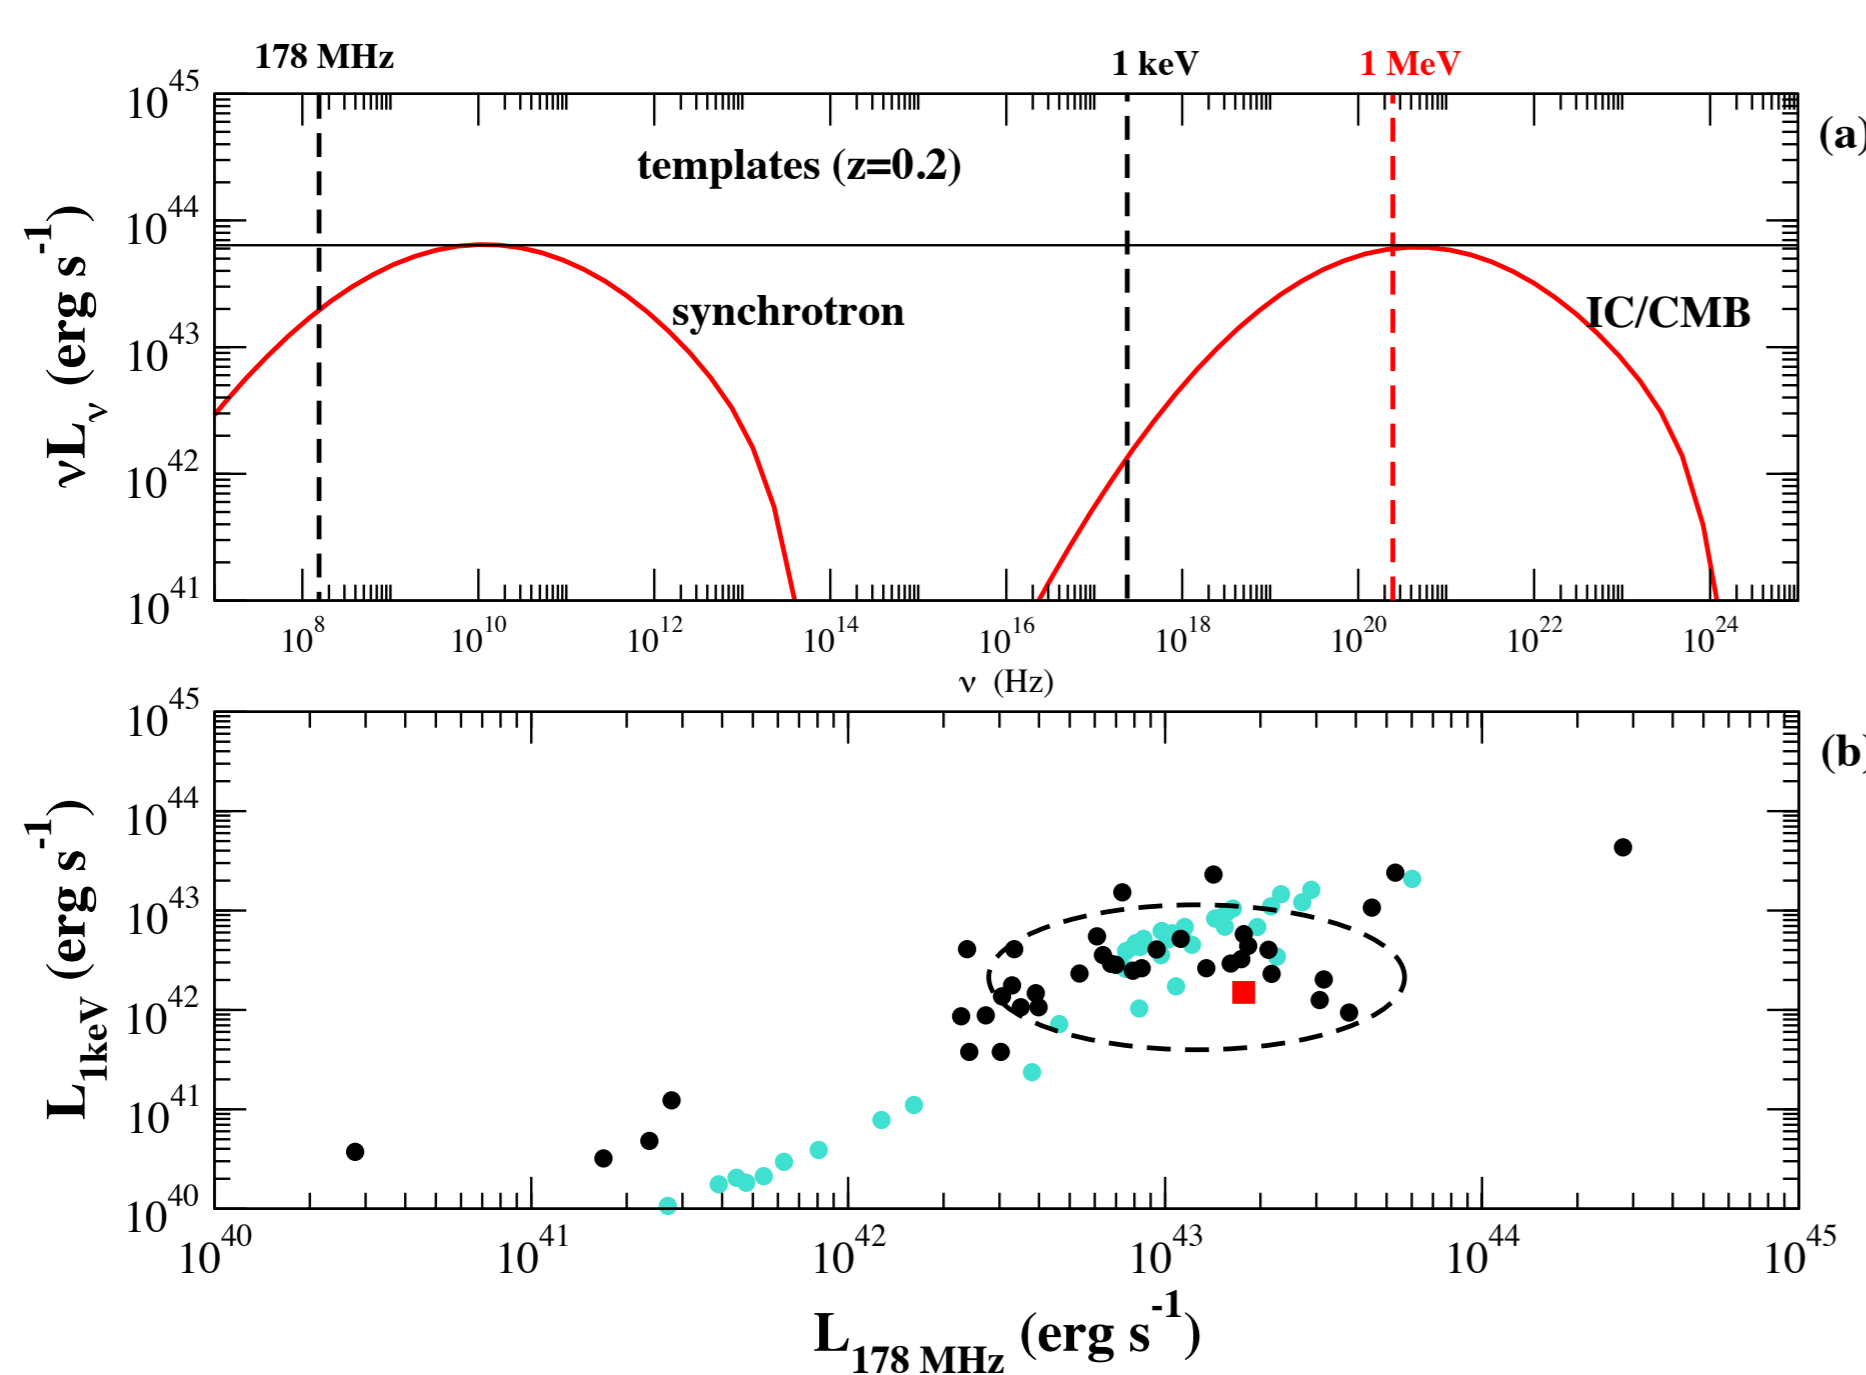 178 MHz 1 keV 1 MeV
(a)
10^45
templates (z=0.2)
10^44
synchrotron IC/CMB
10^43
10^42
10^41
νL_ν (erg s^-1)
10^8 10^10 10^12 10^14 10^16 10^18 10^20 10^22 10^24
ν (Hz)
(b)
10^45
10^44
10^43
10^42
10^41
10^40
L_1keV (erg s^-1)
10^40 10^41 10^42 10^43 10^44 10^45
L_178 MHz (erg s^-1)